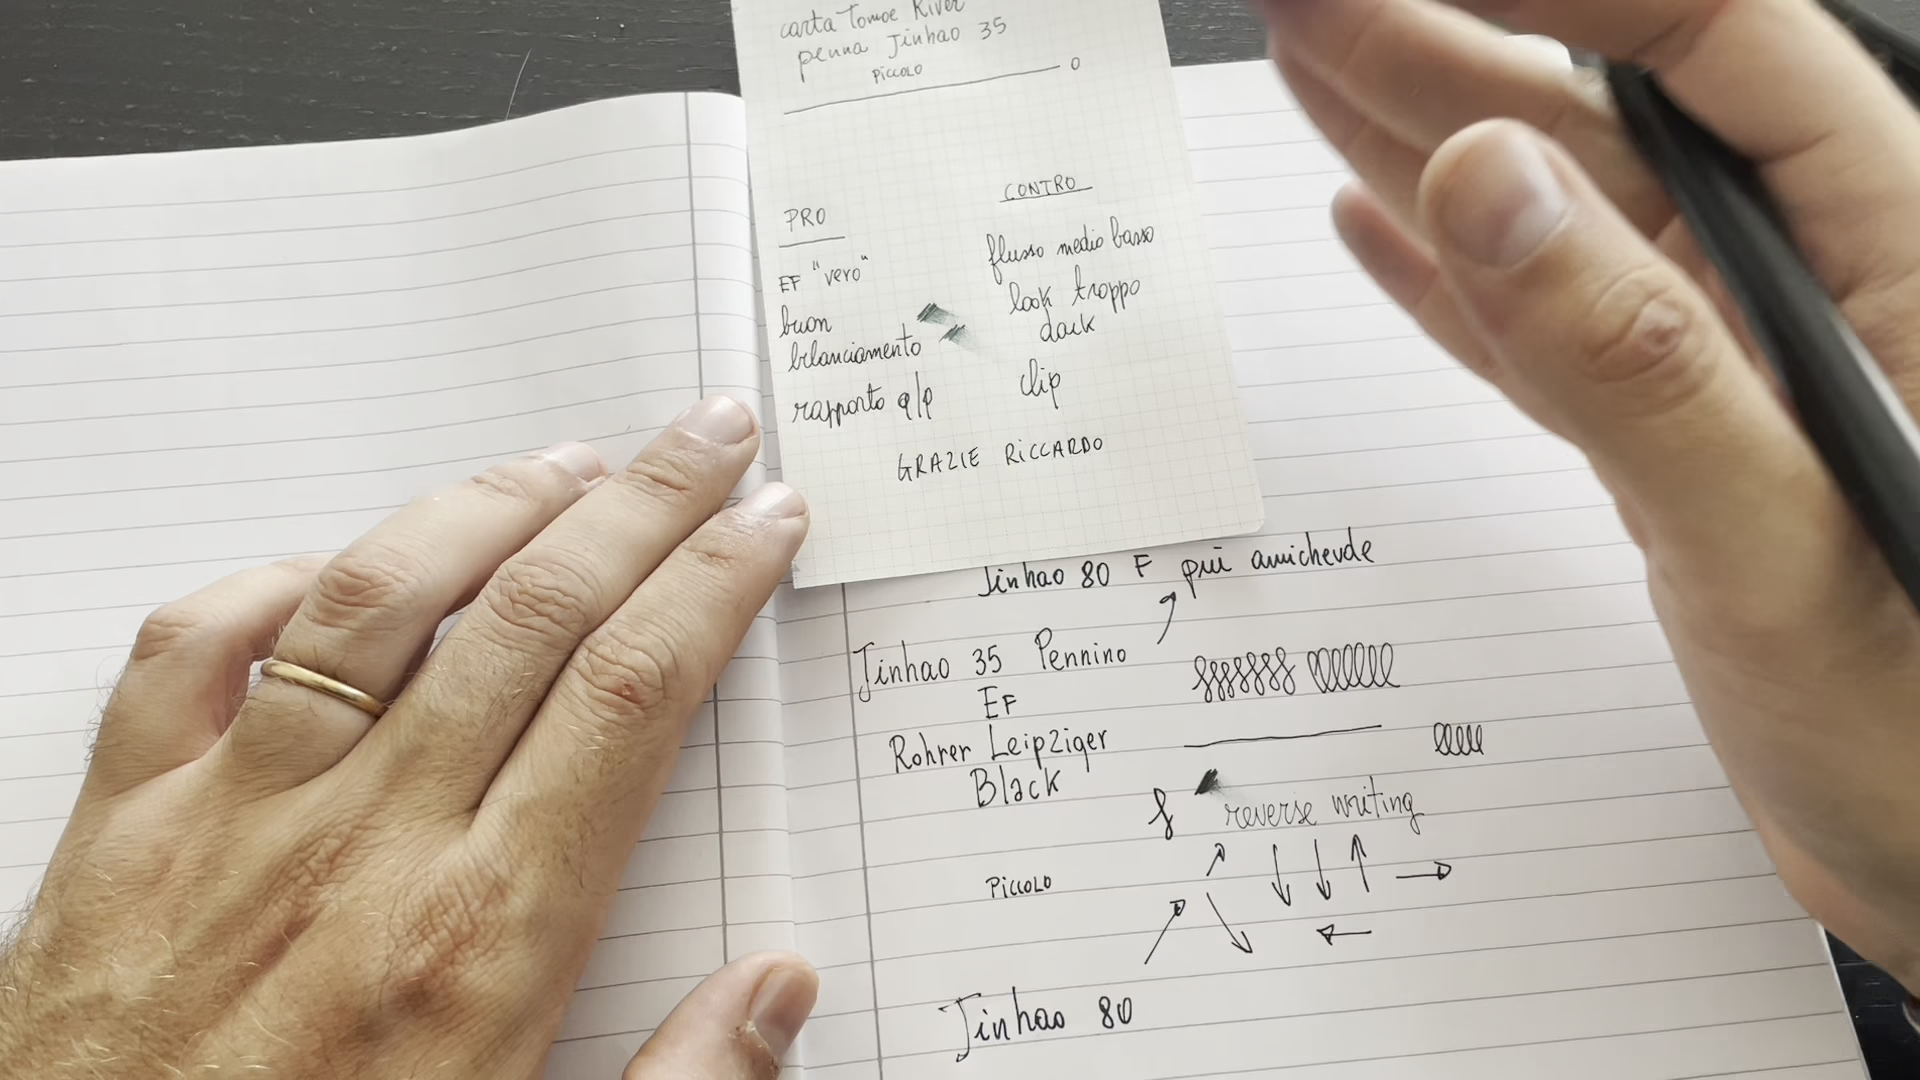 carta Tomoe River
penna Jinhao 35
PiCCOLO
PRO
EF "vero"
buon
bilanciamento
rapporto q/p
CONTRO
flusso medio basso
look troppo
dark
clip
GRAZIE RiCCARDO
Jinhao 80 F più amichevole
Jinhao 35 Pennino
EF
Rohrer Leipziger
Black
reverse writing
PiCCOLO
Jinhao 80